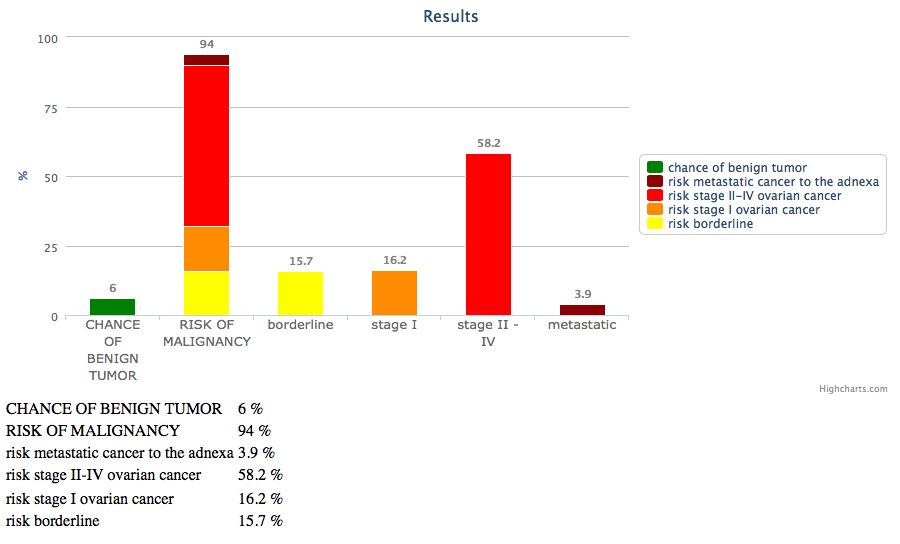 Results
%
100
75
50
25
0
6
94
15.7
16.2
58.2
3.9
CHANCE
OF
BENIGN
TUMOR
RISK OF
MALIGNANCY
borderline
stage I
stage II -
IV
metastatic
chance of benign tumor
risk metastatic cancer to the adnexa
risk stage II-IV ovarian cancer
risk stage I ovarian cancer
risk borderline
Highcharts.com
CHANCE OF BENIGN TUMOR 6 %
RISK OF MALIGNANCY 94 %
risk metastatic cancer to the adnexa 3.9 %
risk stage II-IV ovarian cancer 58.2 %
risk stage I ovarian cancer 16.2 %
risk borderline 15.7 %